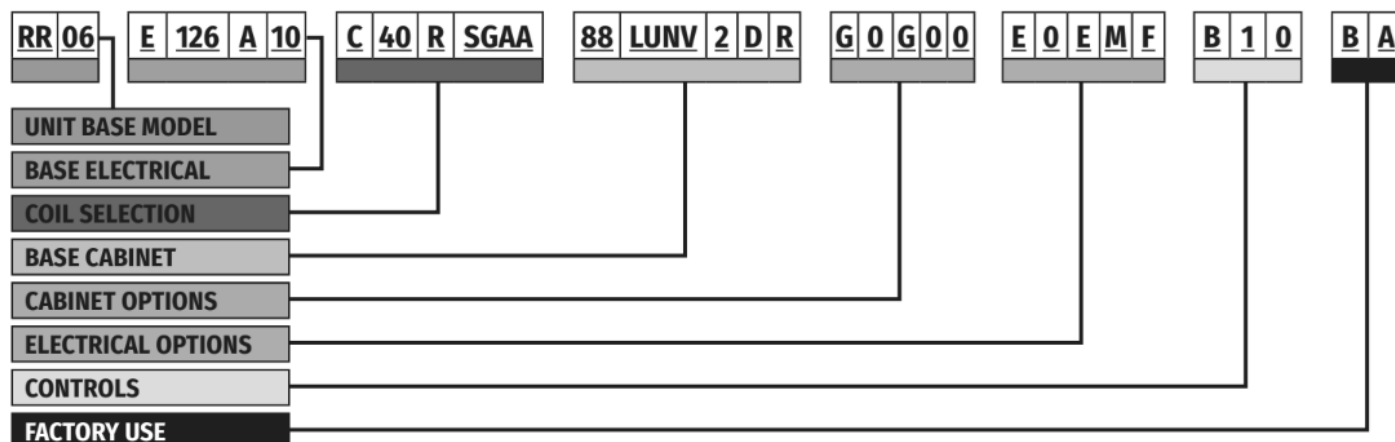 RR 06 E 126 A 10 C 40 R SGAA 88 LUNV 2 D R G 0 G 0 0 E 0 E M F B 1 0 B A
UNIT BASE MODEL
BASE ELECTRICAL
COIL SELECTION
BASE CABINET
CABINET OPTIONS
ELECTRICAL OPTIONS
CONTROLS
FACTORY USE